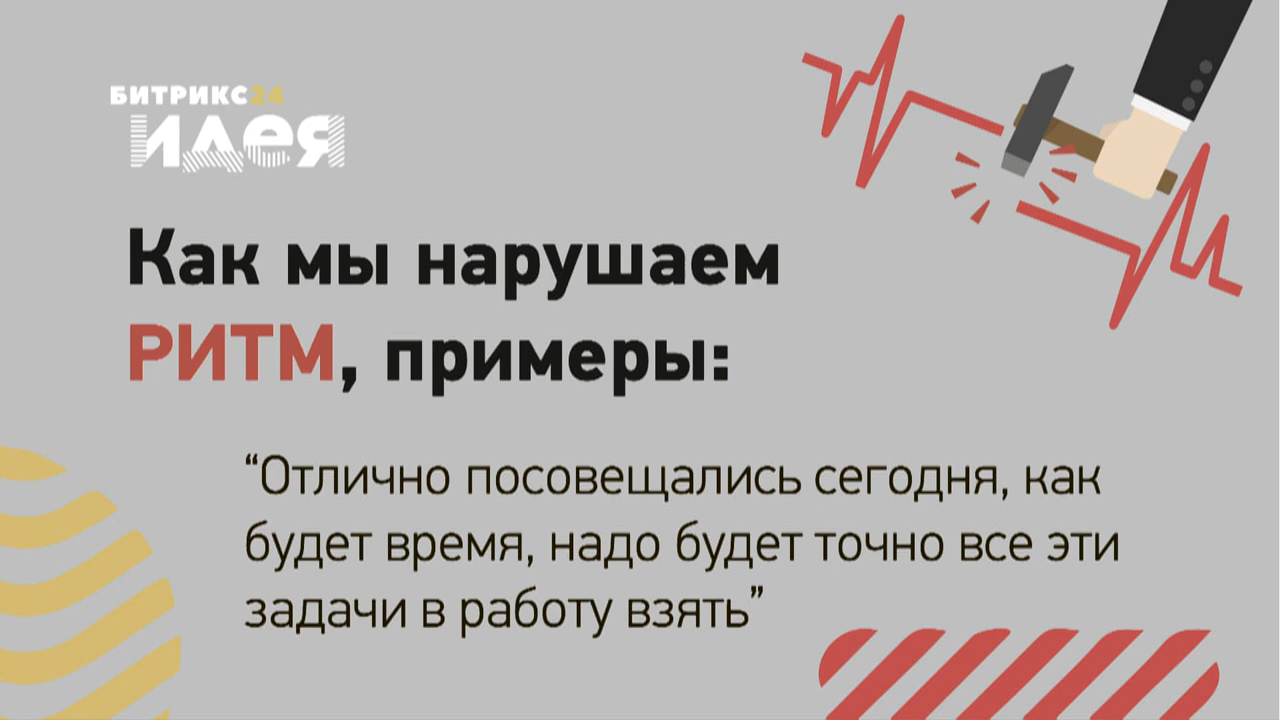 БИТРИКС24
идея
Как мы нарушаем
РИТМ, примеры:
“Отлично посовещались сегодня, как
будет время, надо будет точно все эти
задачи в работу взять”